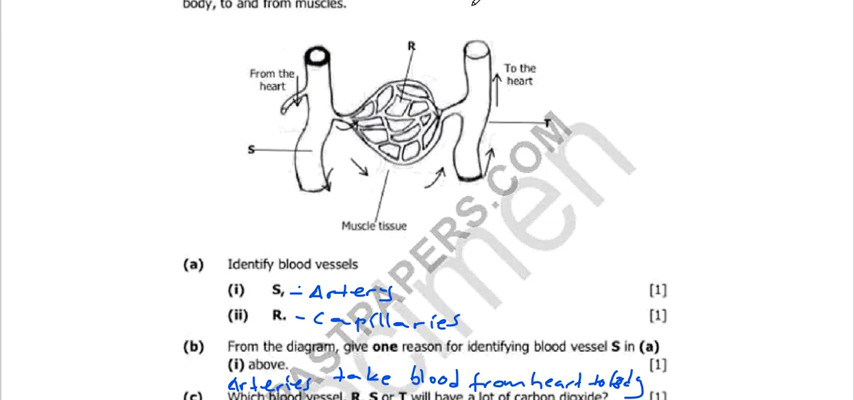 body, to and from muscles.
R
From the
heart
To the
heart
S
T
Muscle tissue
(a) Identify blood vessels
(i) S, - Artery [1]
(ii) R. - Capillaries [1]
(b) From the diagram, give one reason for identifying blood vessel S in (a)
(i) above. [1]
Arteries take blood from heart to body
(c) Which blood vessel, R, S or T will have a lot of carbon dioxide? [1]
PASTPAPERS.COM